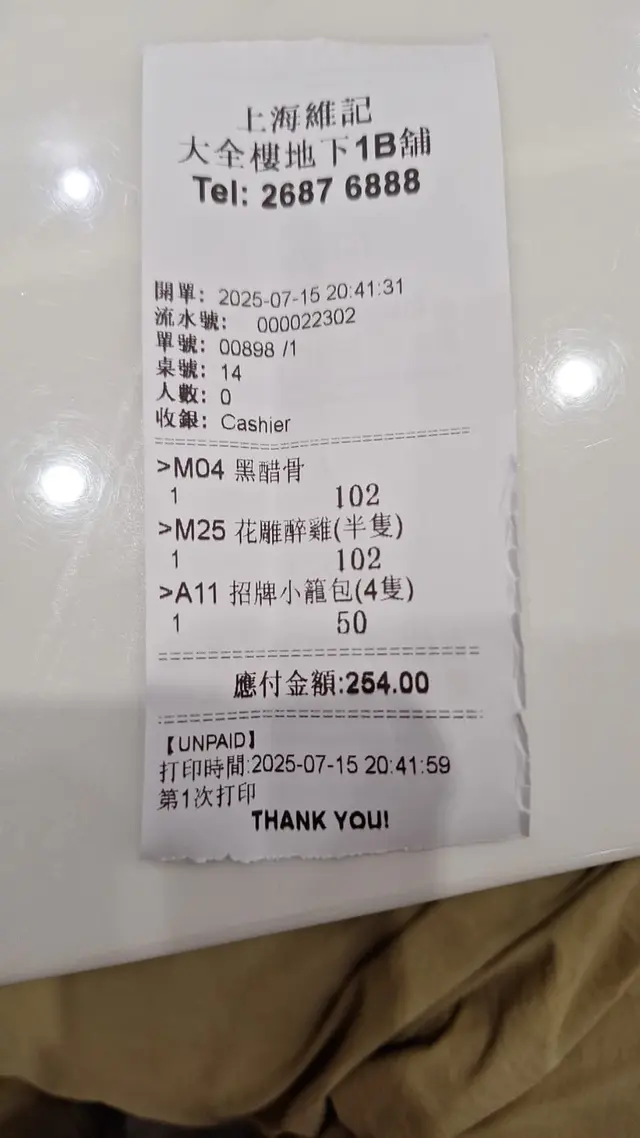 上海維記
大全樓地下1B舖
Tel: 2687 6888
開單: 2025-07-15 20:41:31
流水號: 000022302
單號: 00898 /1
桌號: 14
人數: 0
收銀: Cashier
>M04 黑醋骨
1 102
>M25 花雕醉雞(半隻)
1 102
>A11 招牌小籠包(4隻)
1 50
應付金額:254.00
【UNPAID】
打印時間:2025-07-15 20:41:59
第1次打印
THANK YOU!